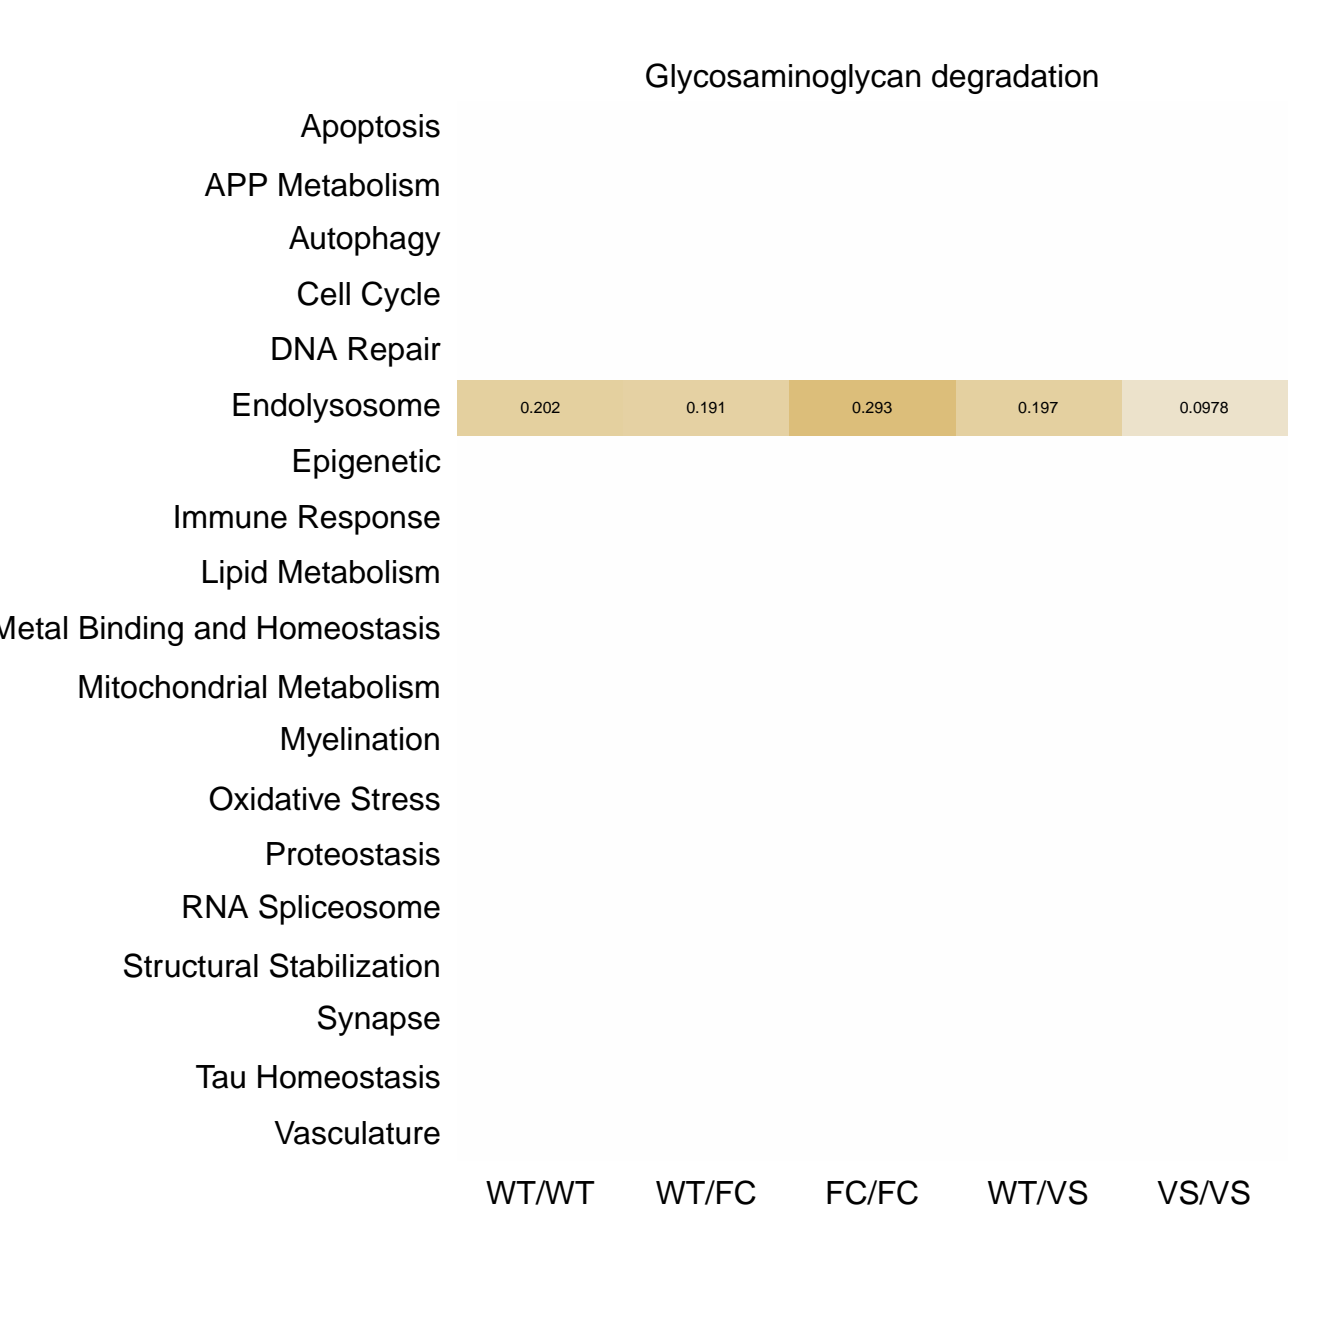 Glycosaminoglycan degradation
Apoptosis
APP Metabolism
Autophagy
Cell Cycle
DNA Repair
Endolysosome 0.202 0.191 0.293 0.197 0.0978
Epigenetic
Immune Response
Lipid Metabolism
Metal Binding and Homeostasis
Mitochondrial Metabolism
Myelination
Oxidative Stress
Proteostasis
RNA Spliceosome
Structural Stabilization
Synapse
Tau Homeostasis
Vasculature
WT/WT WT/FC FC/FC WT/VS VS/VS